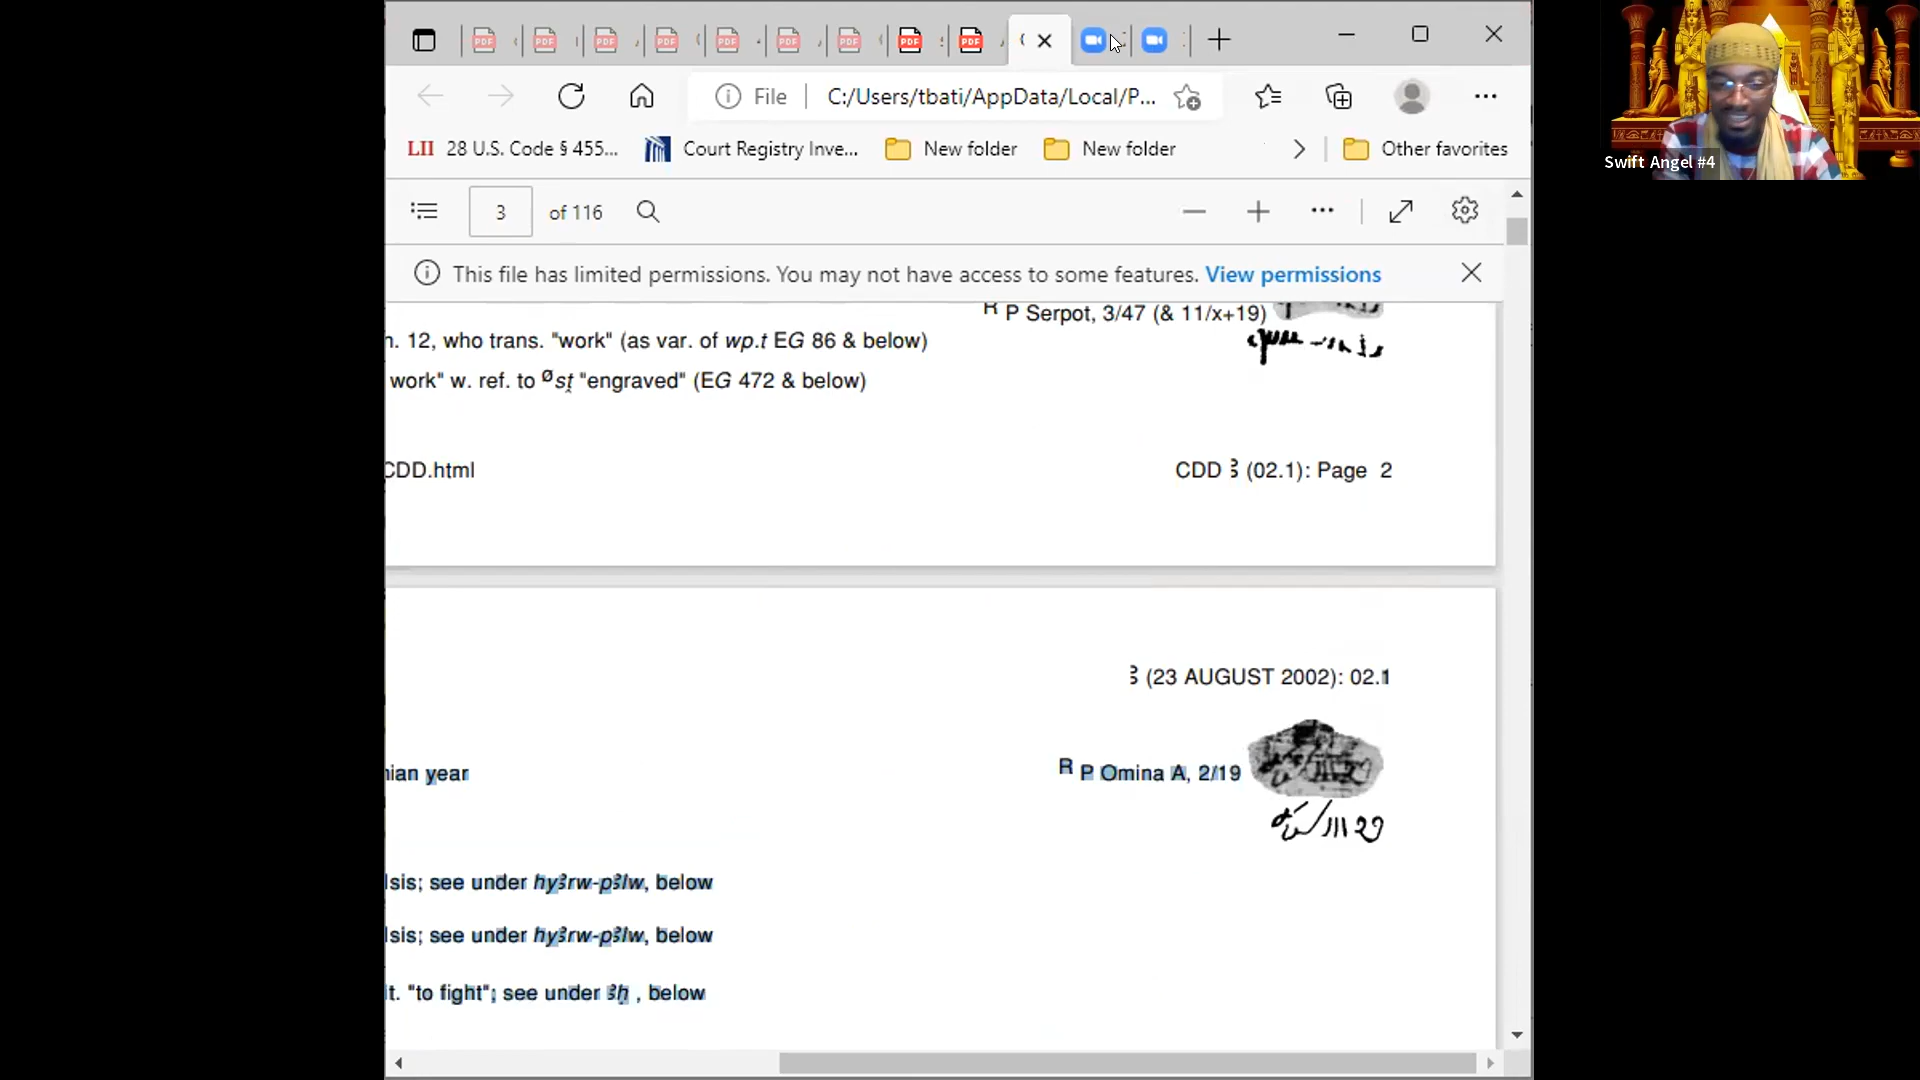 File C:/Users/tbati/AppData/Local/P...
LII 28 U.S. Code § 455... Court Registry Inve... New folder New folder Other favorites
3 of 116
This file has limited permissions. You may not have access to some features. View permissions
R P Serpot, 3/47 (& 11/x+19)
n. 12, who trans. "work" (as var. of wp.t EG 86 & below)
work" w. ref. to øsṱ "engraved" (EG 472 & below)
CDD.html CDD ꜣ (02.1): Page 2
ꜣ (23 AUGUST 2002): 02.1
nian year R P Omina A, 2/19
Isis; see under hyꜣrw-pꜣlw, below
Isis; see under hyꜣrw-pꜣlw, below
it. "to fight"; see under ꜣḫ , below
Swift Angel #4